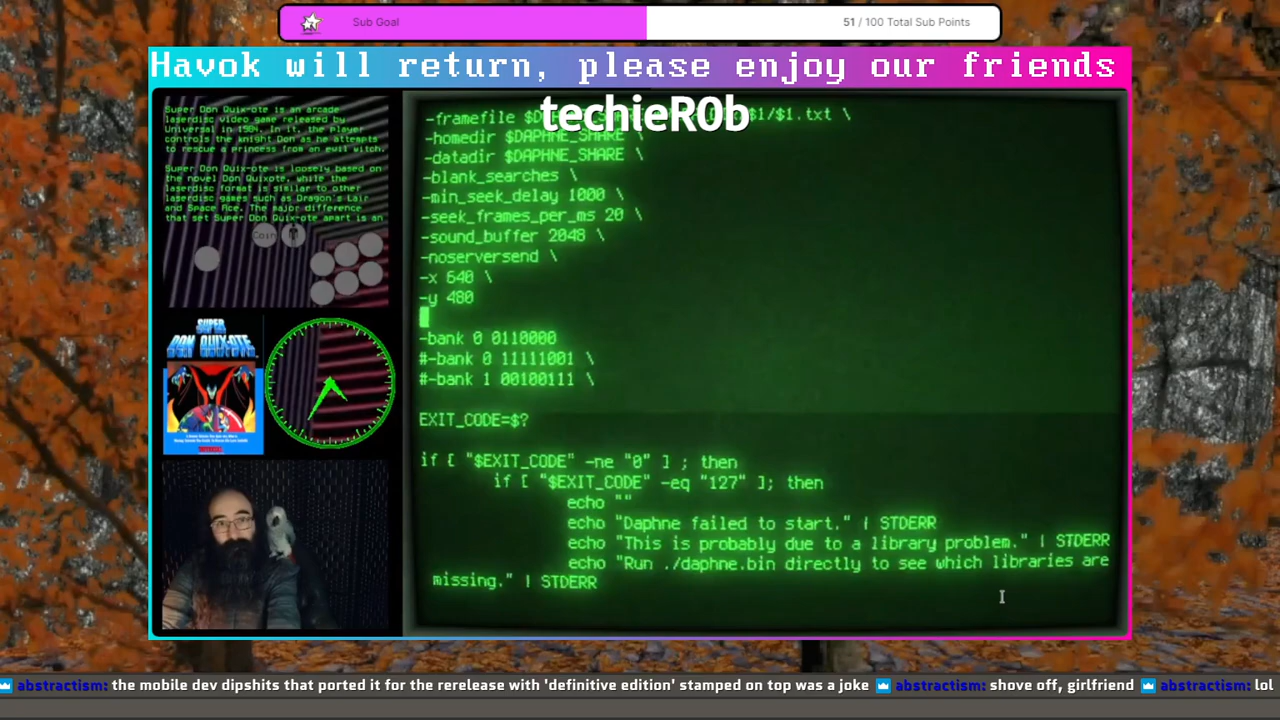 Sub Goal
51 / 100 Total Sub Points
Havok will return, please enjoy our friends
techieR0b
Super Don Quix-ote is an arcade
laserdisc video game released by
Universal in 1984. In it, the player
controls the knight Don as he attempts
to rescue a princess from an evil witch.
Super Don Quix-ote is loosely based on
the novel Don Quixote, while the
laserdisc format is similar to other
laserdisc games such as Dragon's Lair
and Space Ace. The major difference
that set Super Don Quix-ote apart is an
Coin
SUPER
DON QUIX-OTE
-framefile $1/$1.txt \
-homedir $DAPHNE_SHARE \
-datadir $DAPHNE_SHARE \
-blank_searches \
-min_seek_delay 1000 \
-seek_frames_per_ms 20 \
-sound_buffer 2048 \
-noserversend \
-x 640 \
-y 480
-bank 0 0110000
#-bank 0 11111001 \
#-bank 1 00100111 \
EXIT_CODE=$?
if [ "$EXIT_CODE" -ne "0" ] ; then
if [ "$EXIT_CODE" -eq "127" ]; then
echo ""
echo "Daphne failed to start." | STDERR
echo "This is probably due to a library problem." | STDERR
echo "Run ./daphne.bin directly to see which libraries are
missing." | STDERR
abstractism: the mobile dev dipshits that ported it for the rerelease with 'definitive edition' stamped on top was a joke abstractism: shove off, girlfriend abstractism: lol